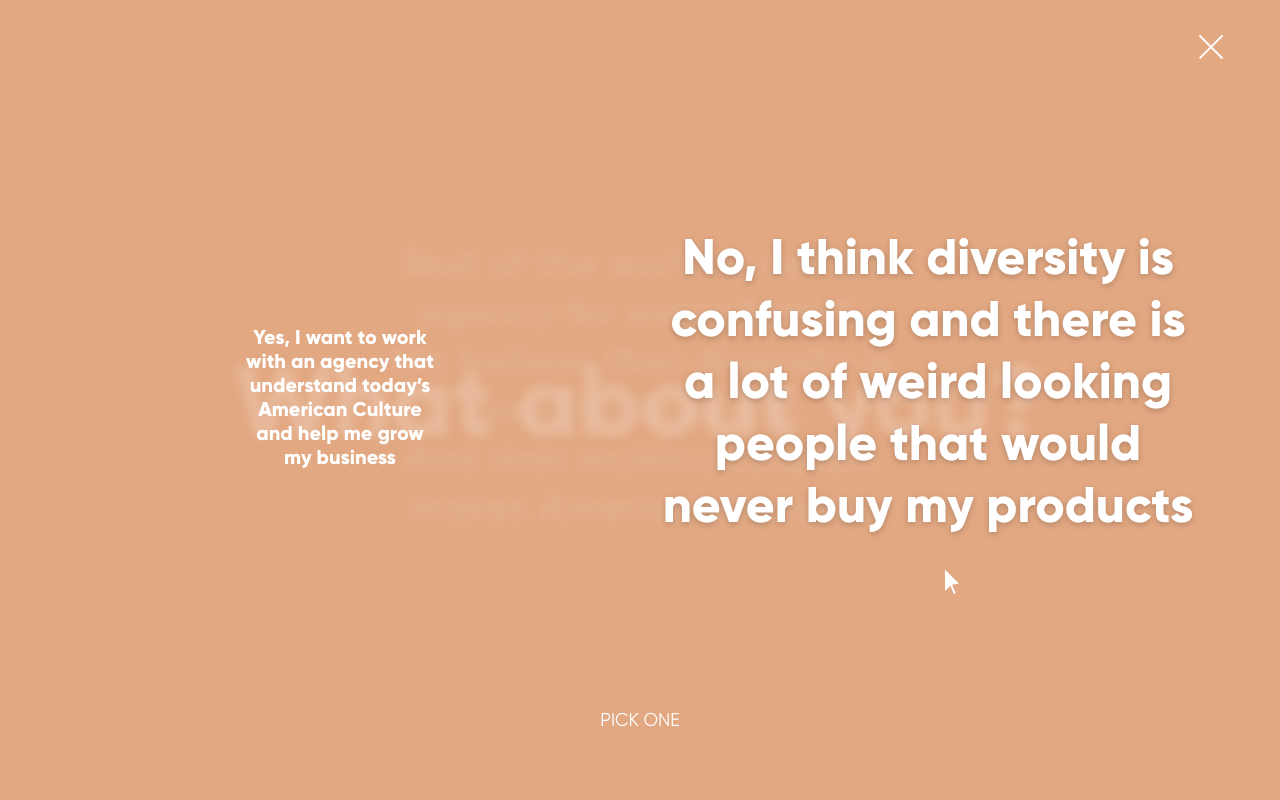 Yes, I want to work
with an agency that
understand today's
American Culture
and help me grow
my business
No, I think diversity is
confusing and there is
a lot of weird looking
people that would
never buy my products
about you?
PICK ONE